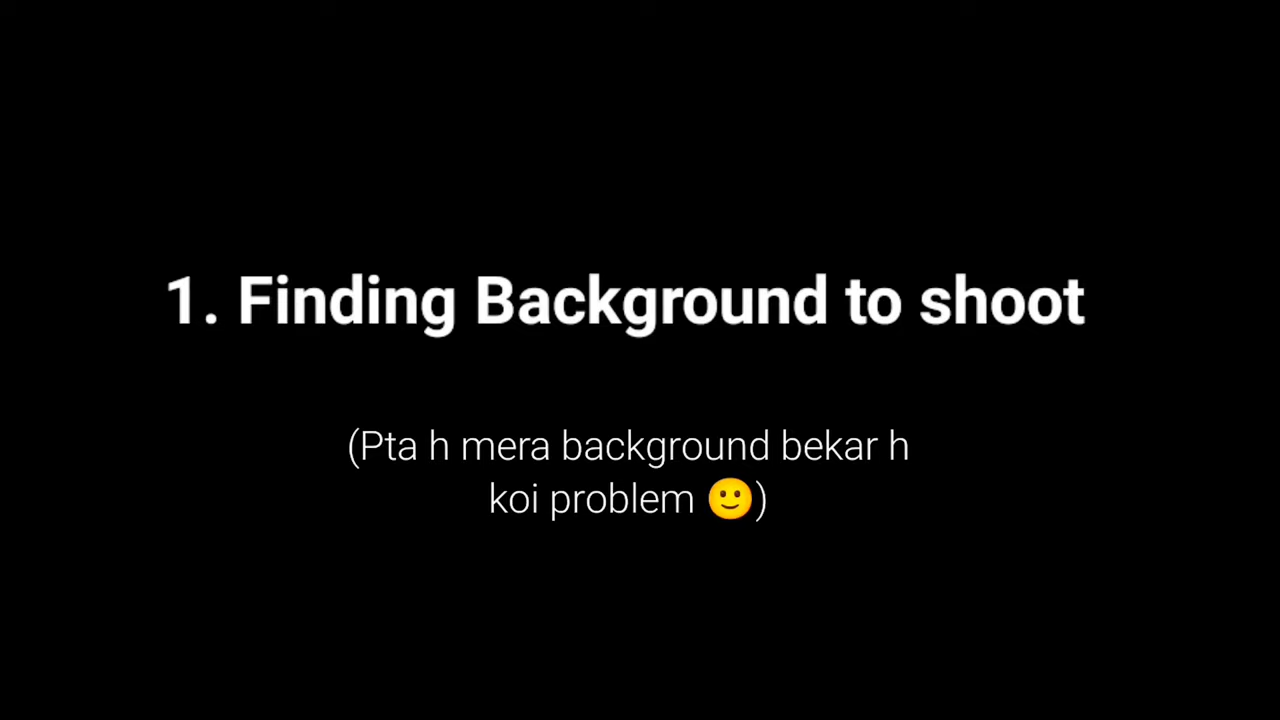 1. Finding Background to shoot
(Pta h mera background bekar h
koi problem 🙂)